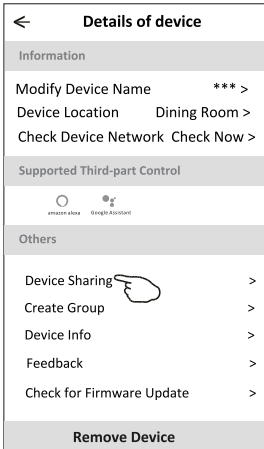 ← Details of device
Information
Modify Device Name *** >
Device Location Dining Room >
Check Device Network Check Now >
Supported Third-part Control
amazon alexa Google Assistant
Others
Device Sharing >
Create Group >
Device Info >
Feedback >
Check for Firmware Update >
Remove Device